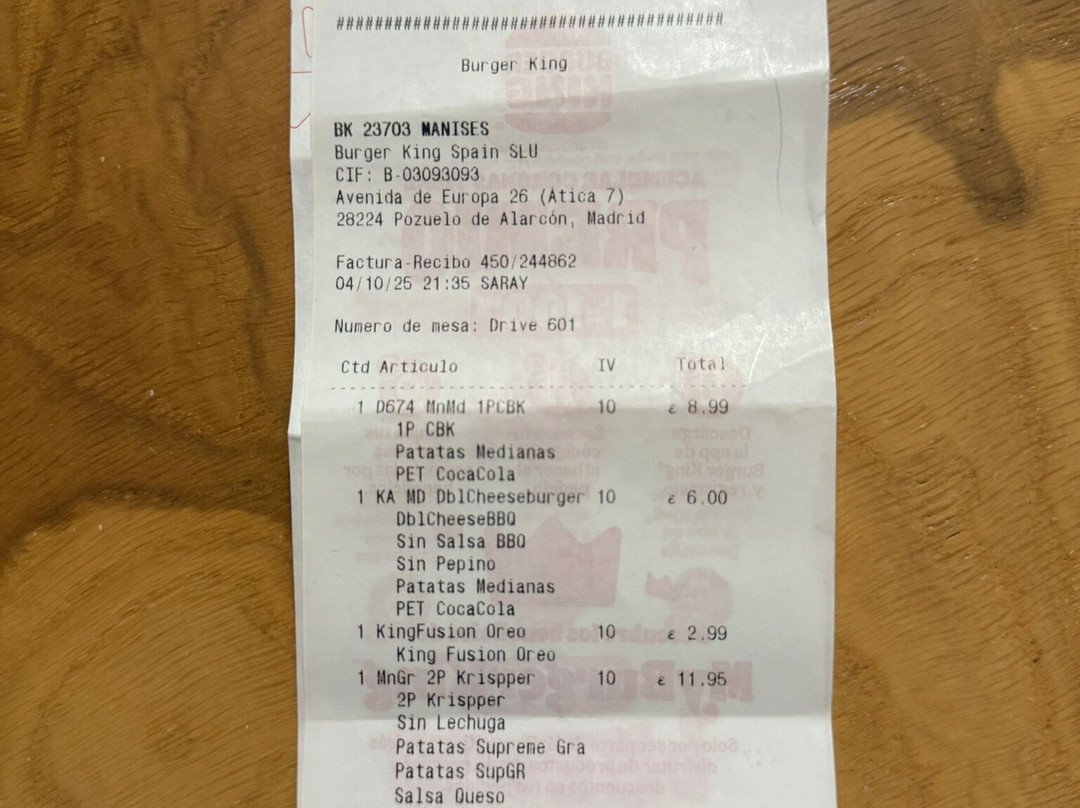 ########################################
Burger King
BK 23703 MANISES
Burger King Spain SLU
CIF: B-03093093
Avenida de Europa 26 (Ática 7)
28224 Pozuelo de Alarcón, Madrid
Factura-Recibo 450/244862
04/10/25 21:35 SARAY
Numero de mesa: Drive 601
Ctd Articulo IV Total
1 D674 MnMd 1PCBK 10 € 8.99
1P CBK
Patatas Medianas
PET CocaCola
1 KA MD DblCheeseburger 10 € 6.00
DblCheeseBBQ
Sin Salsa BBQ
Sin Pepino
Patatas Medianas
PET CocaCola
1 KingFusion Oreo 10 € 2.99
King Fusion Oreo
1 MnGr 2P Krispper 10 € 11.95
2P Krispper
Sin Lechuga
Patatas Supreme Gra
Patatas SupGR
Salsa Queso